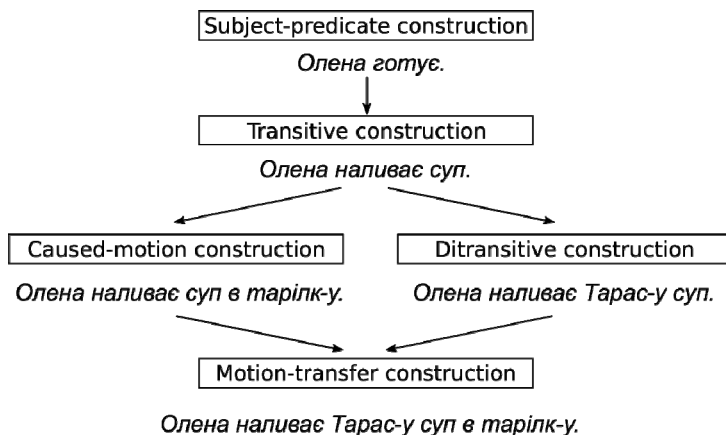 Subject-predicate construction
Олена готує.
Transitive construction
Олена наливає суп.
Caused-motion construction
Ditransitive construction
Олена наливає суп в тарілк-у.
Олена наливає Тарас-у суп.
Motion-transfer construction
Олена наливає Тарас-у суп в тарілк-у.